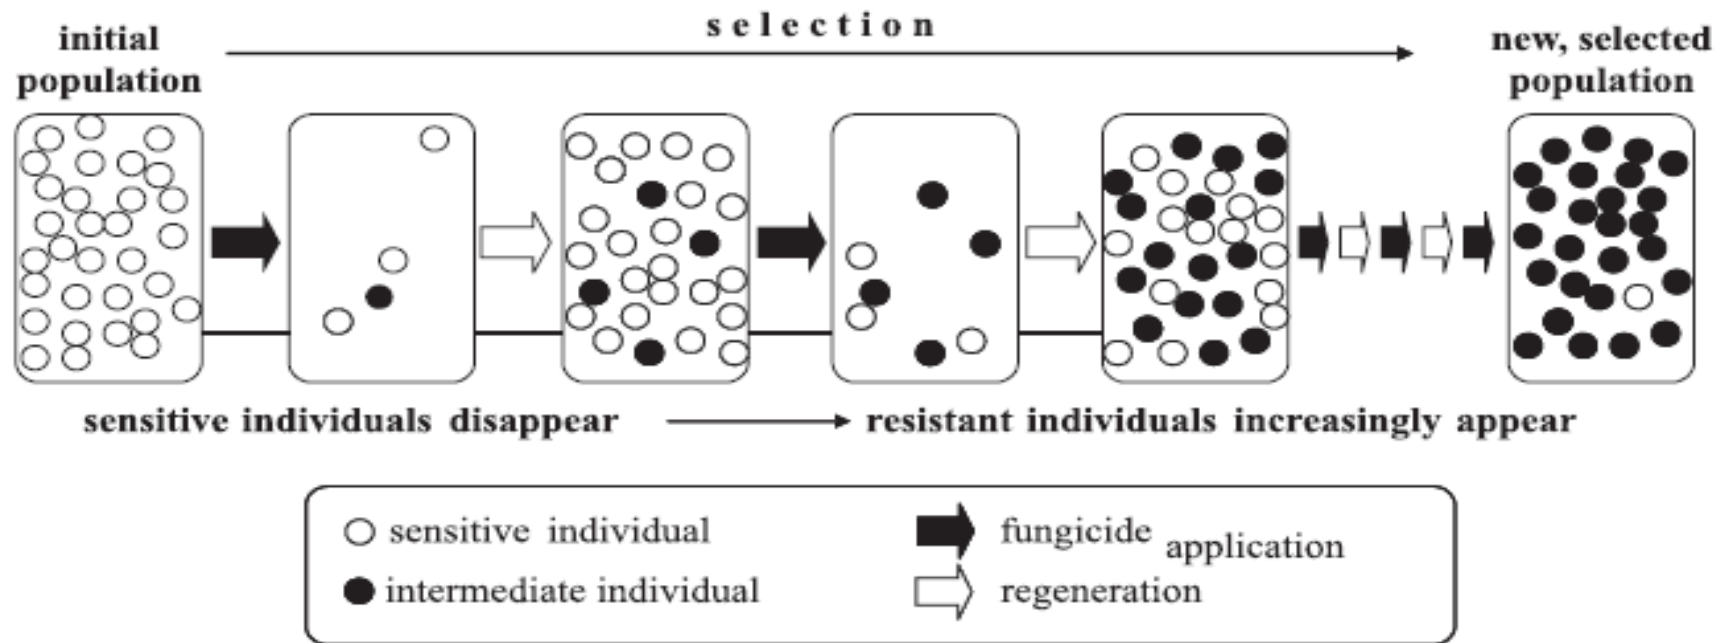 selection
initial
population
new, selected
population
sensitive individuals disappear
resistant individuals increasingly appear
sensitive individual
intermediate individual
fungicide application
regeneration